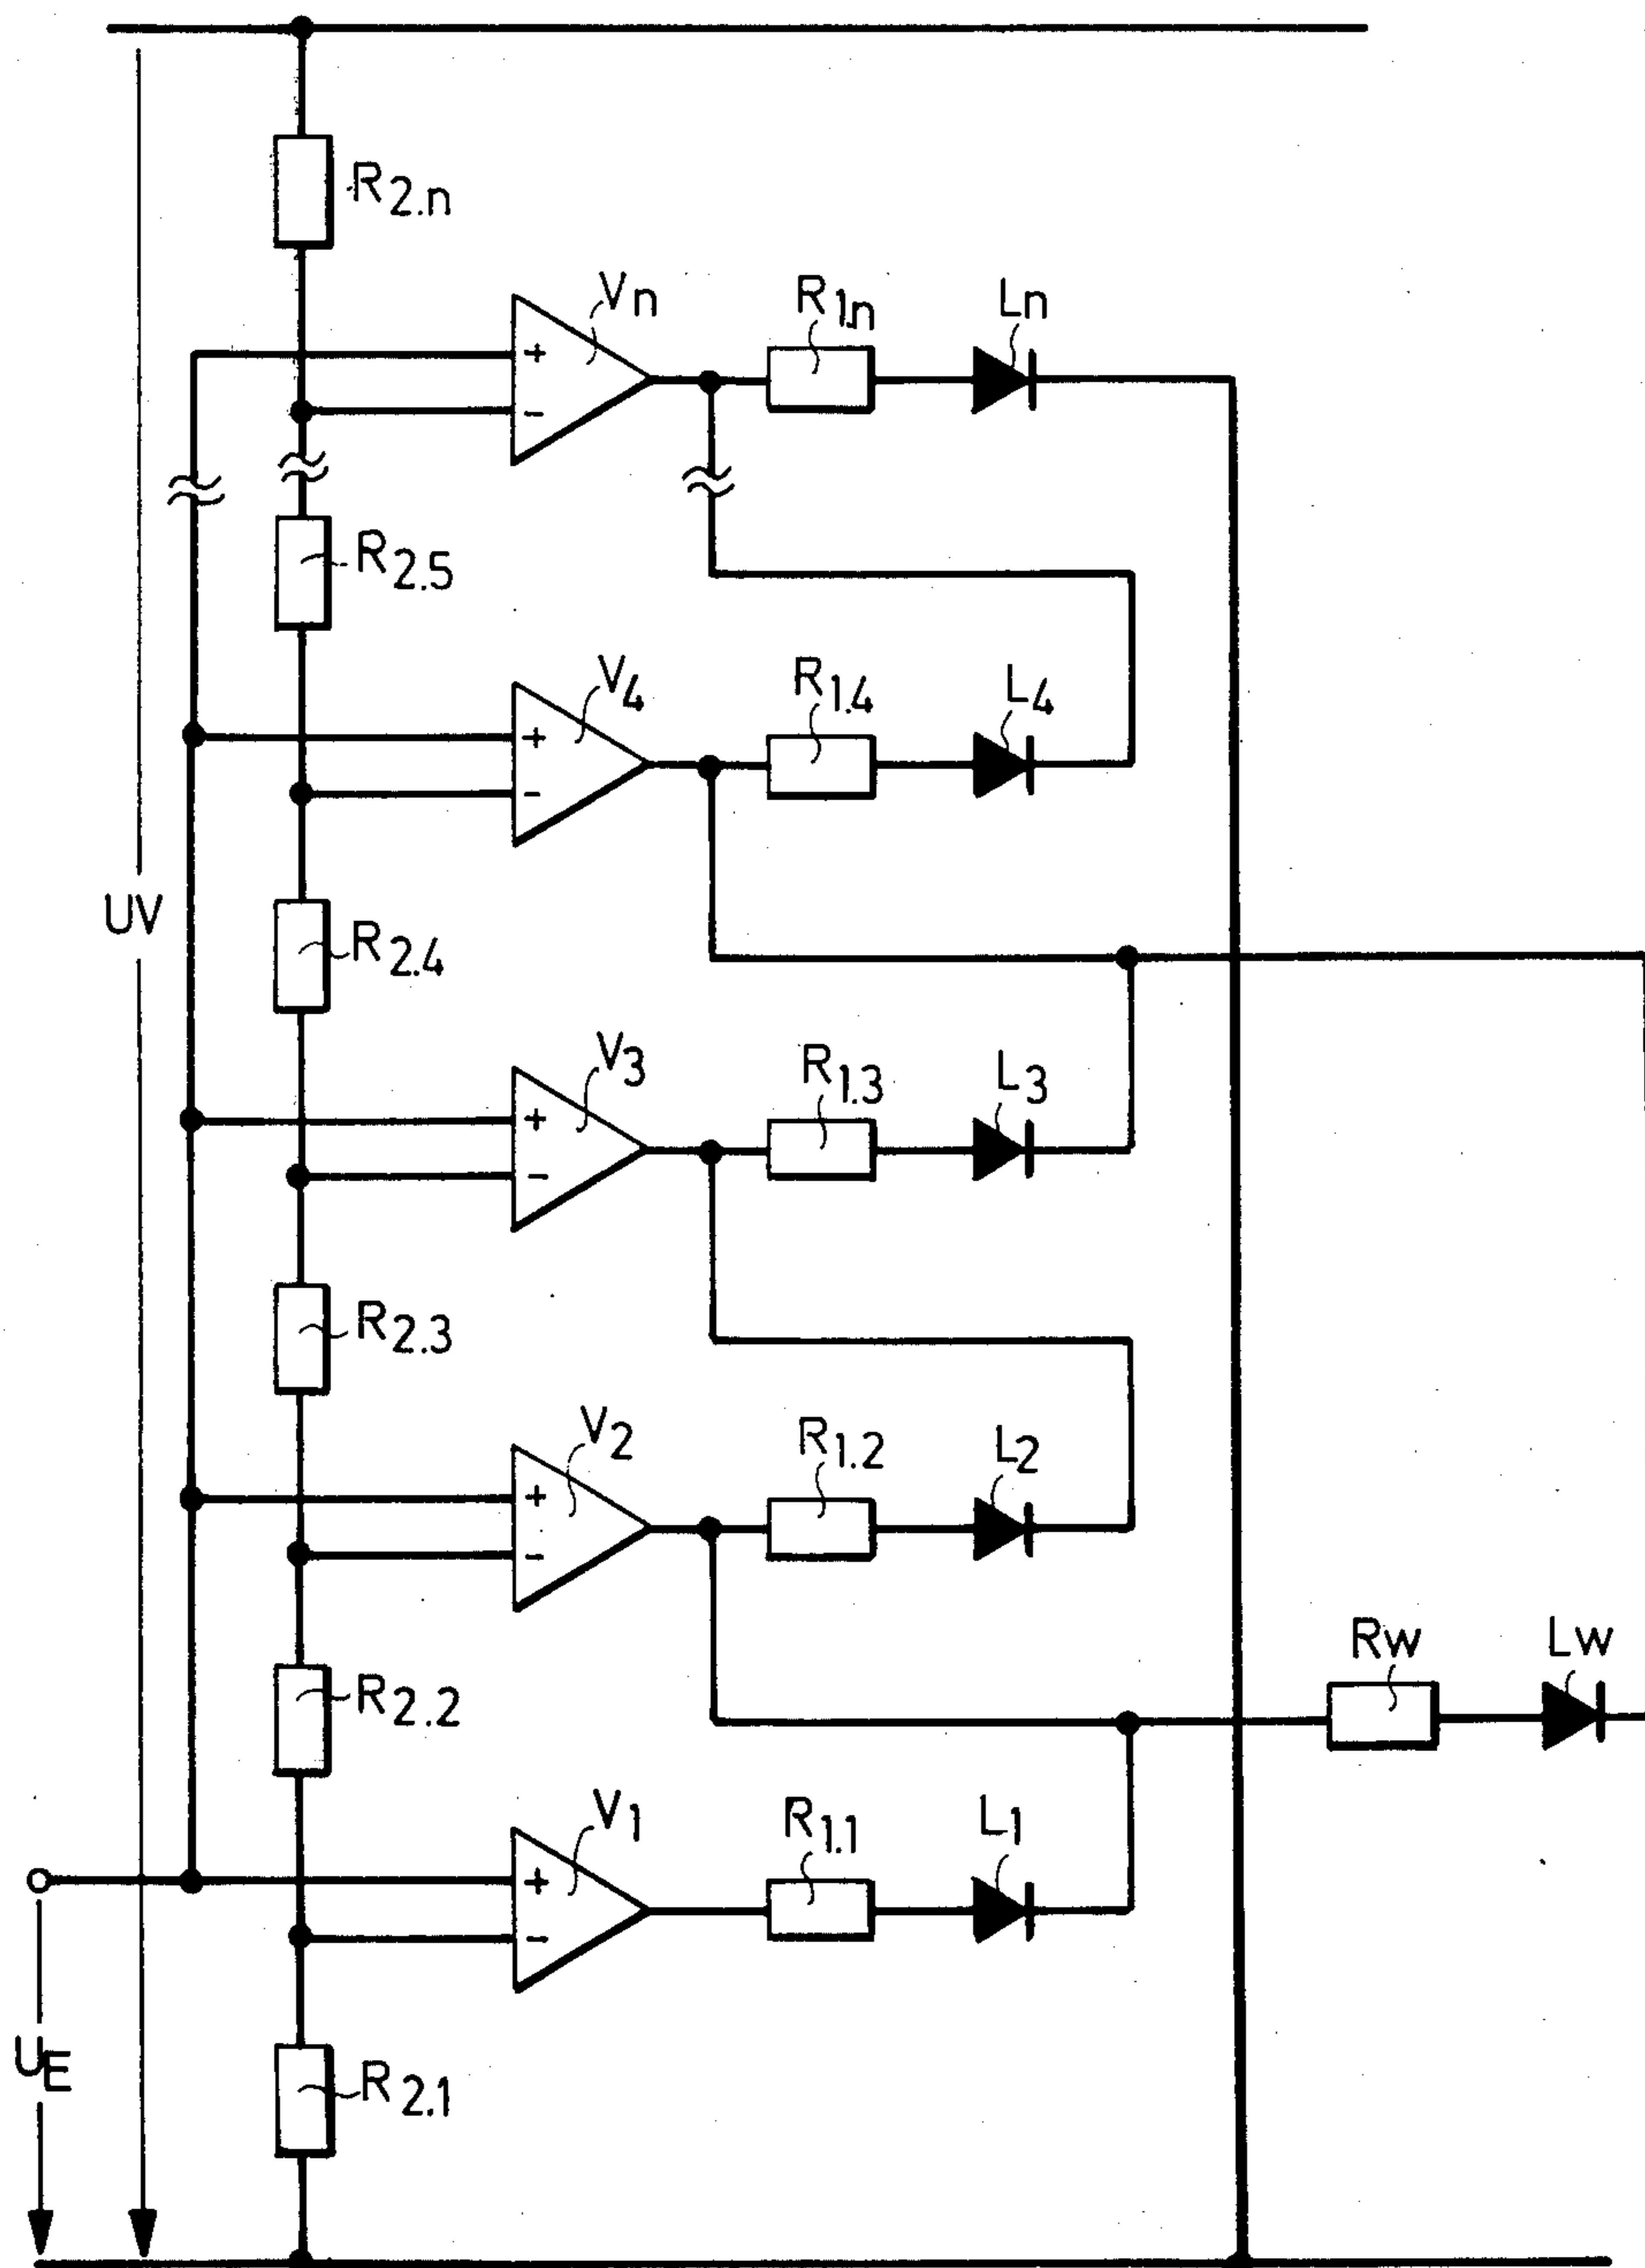 R2.n
Vn
R1.n
Ln
+
−
R2.5
V4
R1.4
L4
+
−
UV
R2.4
V3
R1.3
L3
+
−
R2.3
V2
R1.2
L2
+
−
Rw
Lw
R2.2
V1
R1.1
L1
+
−
UE
R2.1